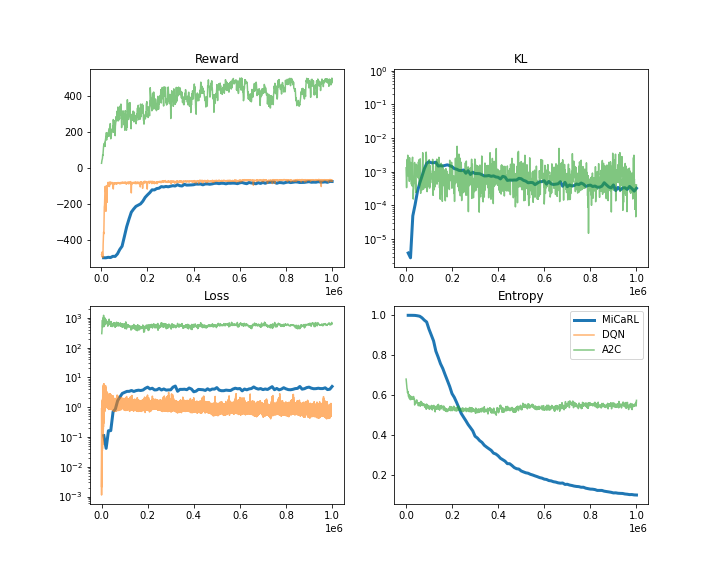 Reward
400
200
0
−200
−400
0.0 0.2 0.4 0.6 0.8 1.0
1e6
KL
10⁰
10⁻¹
10⁻²
10⁻³
10⁻⁴
10⁻⁵
0.0 0.2 0.4 0.6 0.8 1.0
1e6
Loss
10³
10²
10¹
10⁰
10⁻¹
10⁻²
10⁻³
0.0 0.2 0.4 0.6 0.8 1.0
1e6
Entropy
1.0
0.8
0.6
0.4
0.2
MiCaRL
DQN
A2C
0.0 0.2 0.4 0.6 0.8 1.0
1e6